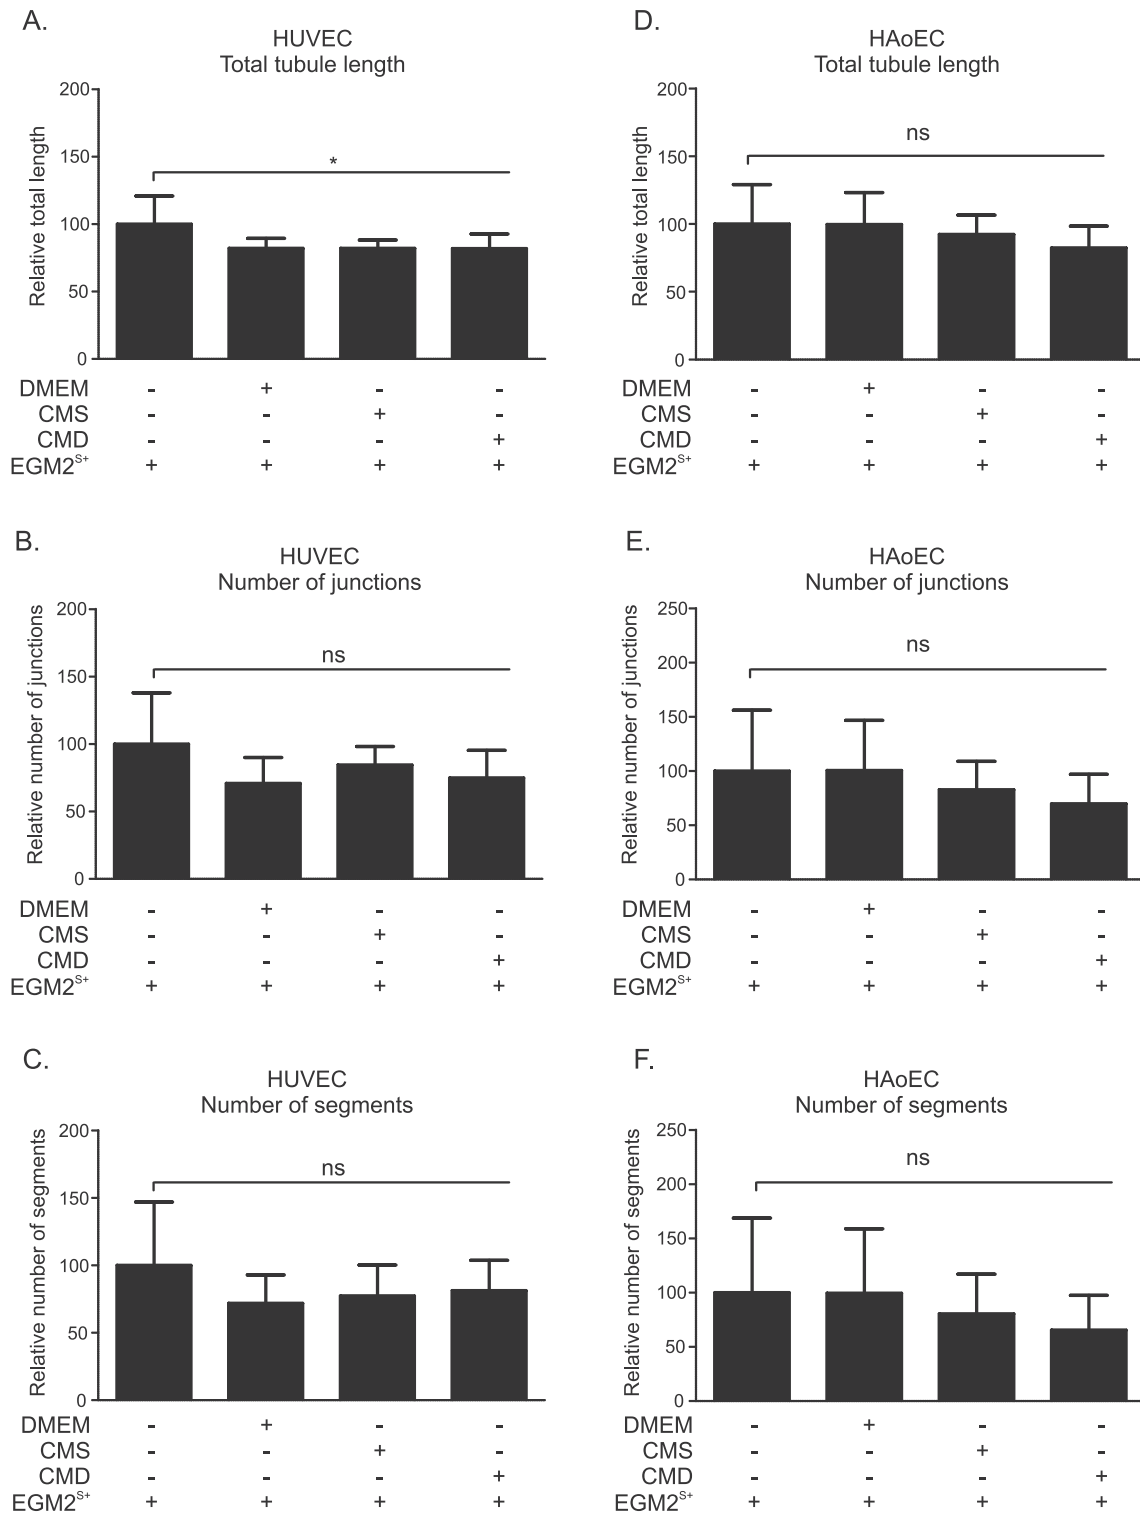 A.
HUVEC
Total tubule length
Relative total length
200
150
100
50
0
*
DMEM - + - -
CMS - - + -
CMD - - - +
EGM2S+ + + + +
D.
HAoEC
Total tubule length
Relative total length
200
150
100
50
0
ns
DMEM - + - -
CMS - - + -
CMD - - - +
EGM2S+ + + + +
B.
HUVEC
Number of junctions
Relative number of junctions
200
150
100
50
0
ns
DMEM - + - -
CMS - - + -
CMD - - - +
EGM2S+ + + + +
E.
HAoEC
Number of junctions
Relative number of junctions
250
200
150
100
50
0
ns
DMEM - + - -
CMS - - + -
CMD - - - +
EGM2S+ + + + +
C.
HUVEC
Number of segments
Relative number of segments
200
150
100
50
0
ns
DMEM - + - -
CMS - - + -
CMD - - - +
EGM2S+ + + + +
F.
HAoEC
Number of segments
Relative number of segments
250
200
150
100
50
0
ns
DMEM - + - -
CMS - - + -
CMD - - - +
EGM2S+ + + + +